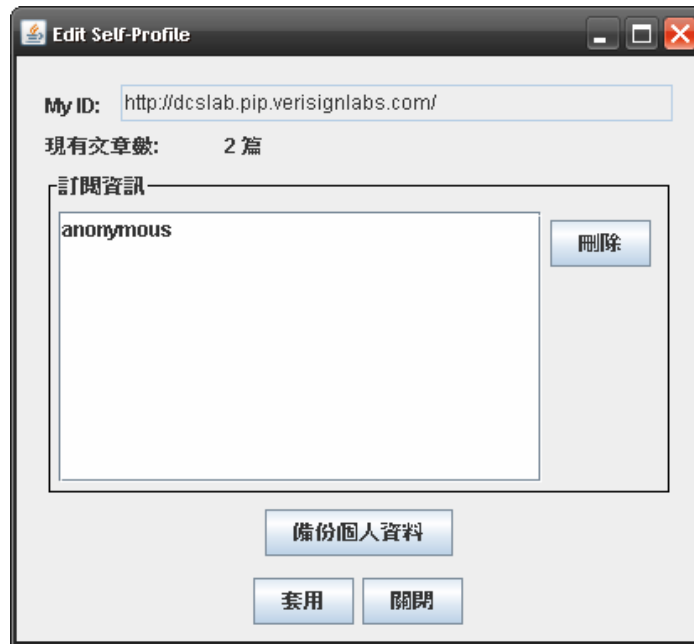 Edit Self-Profile
My ID: http://dcslab.pip.verisignlabs.com/
現有文章數: 2 篇
訂閱資訊
anonymous
刪除
備份個人資料
套用 關閉